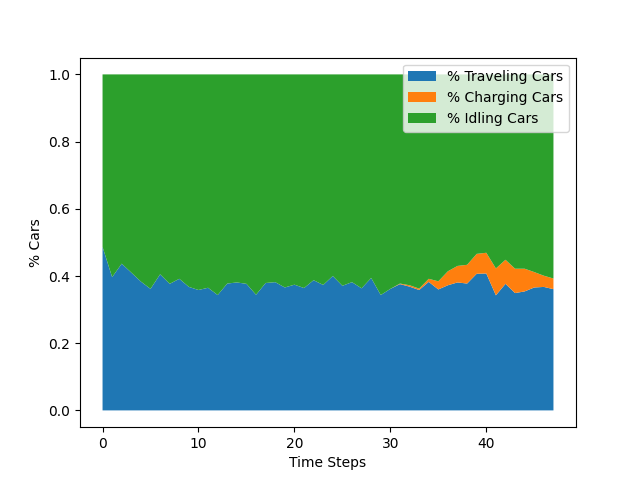 % Traveling Cars
% Charging Cars
% Idling Cars
1.0
0.8
0.6
0.4
0.2
0.0
% Cars
0 10 20 30 40
Time Steps